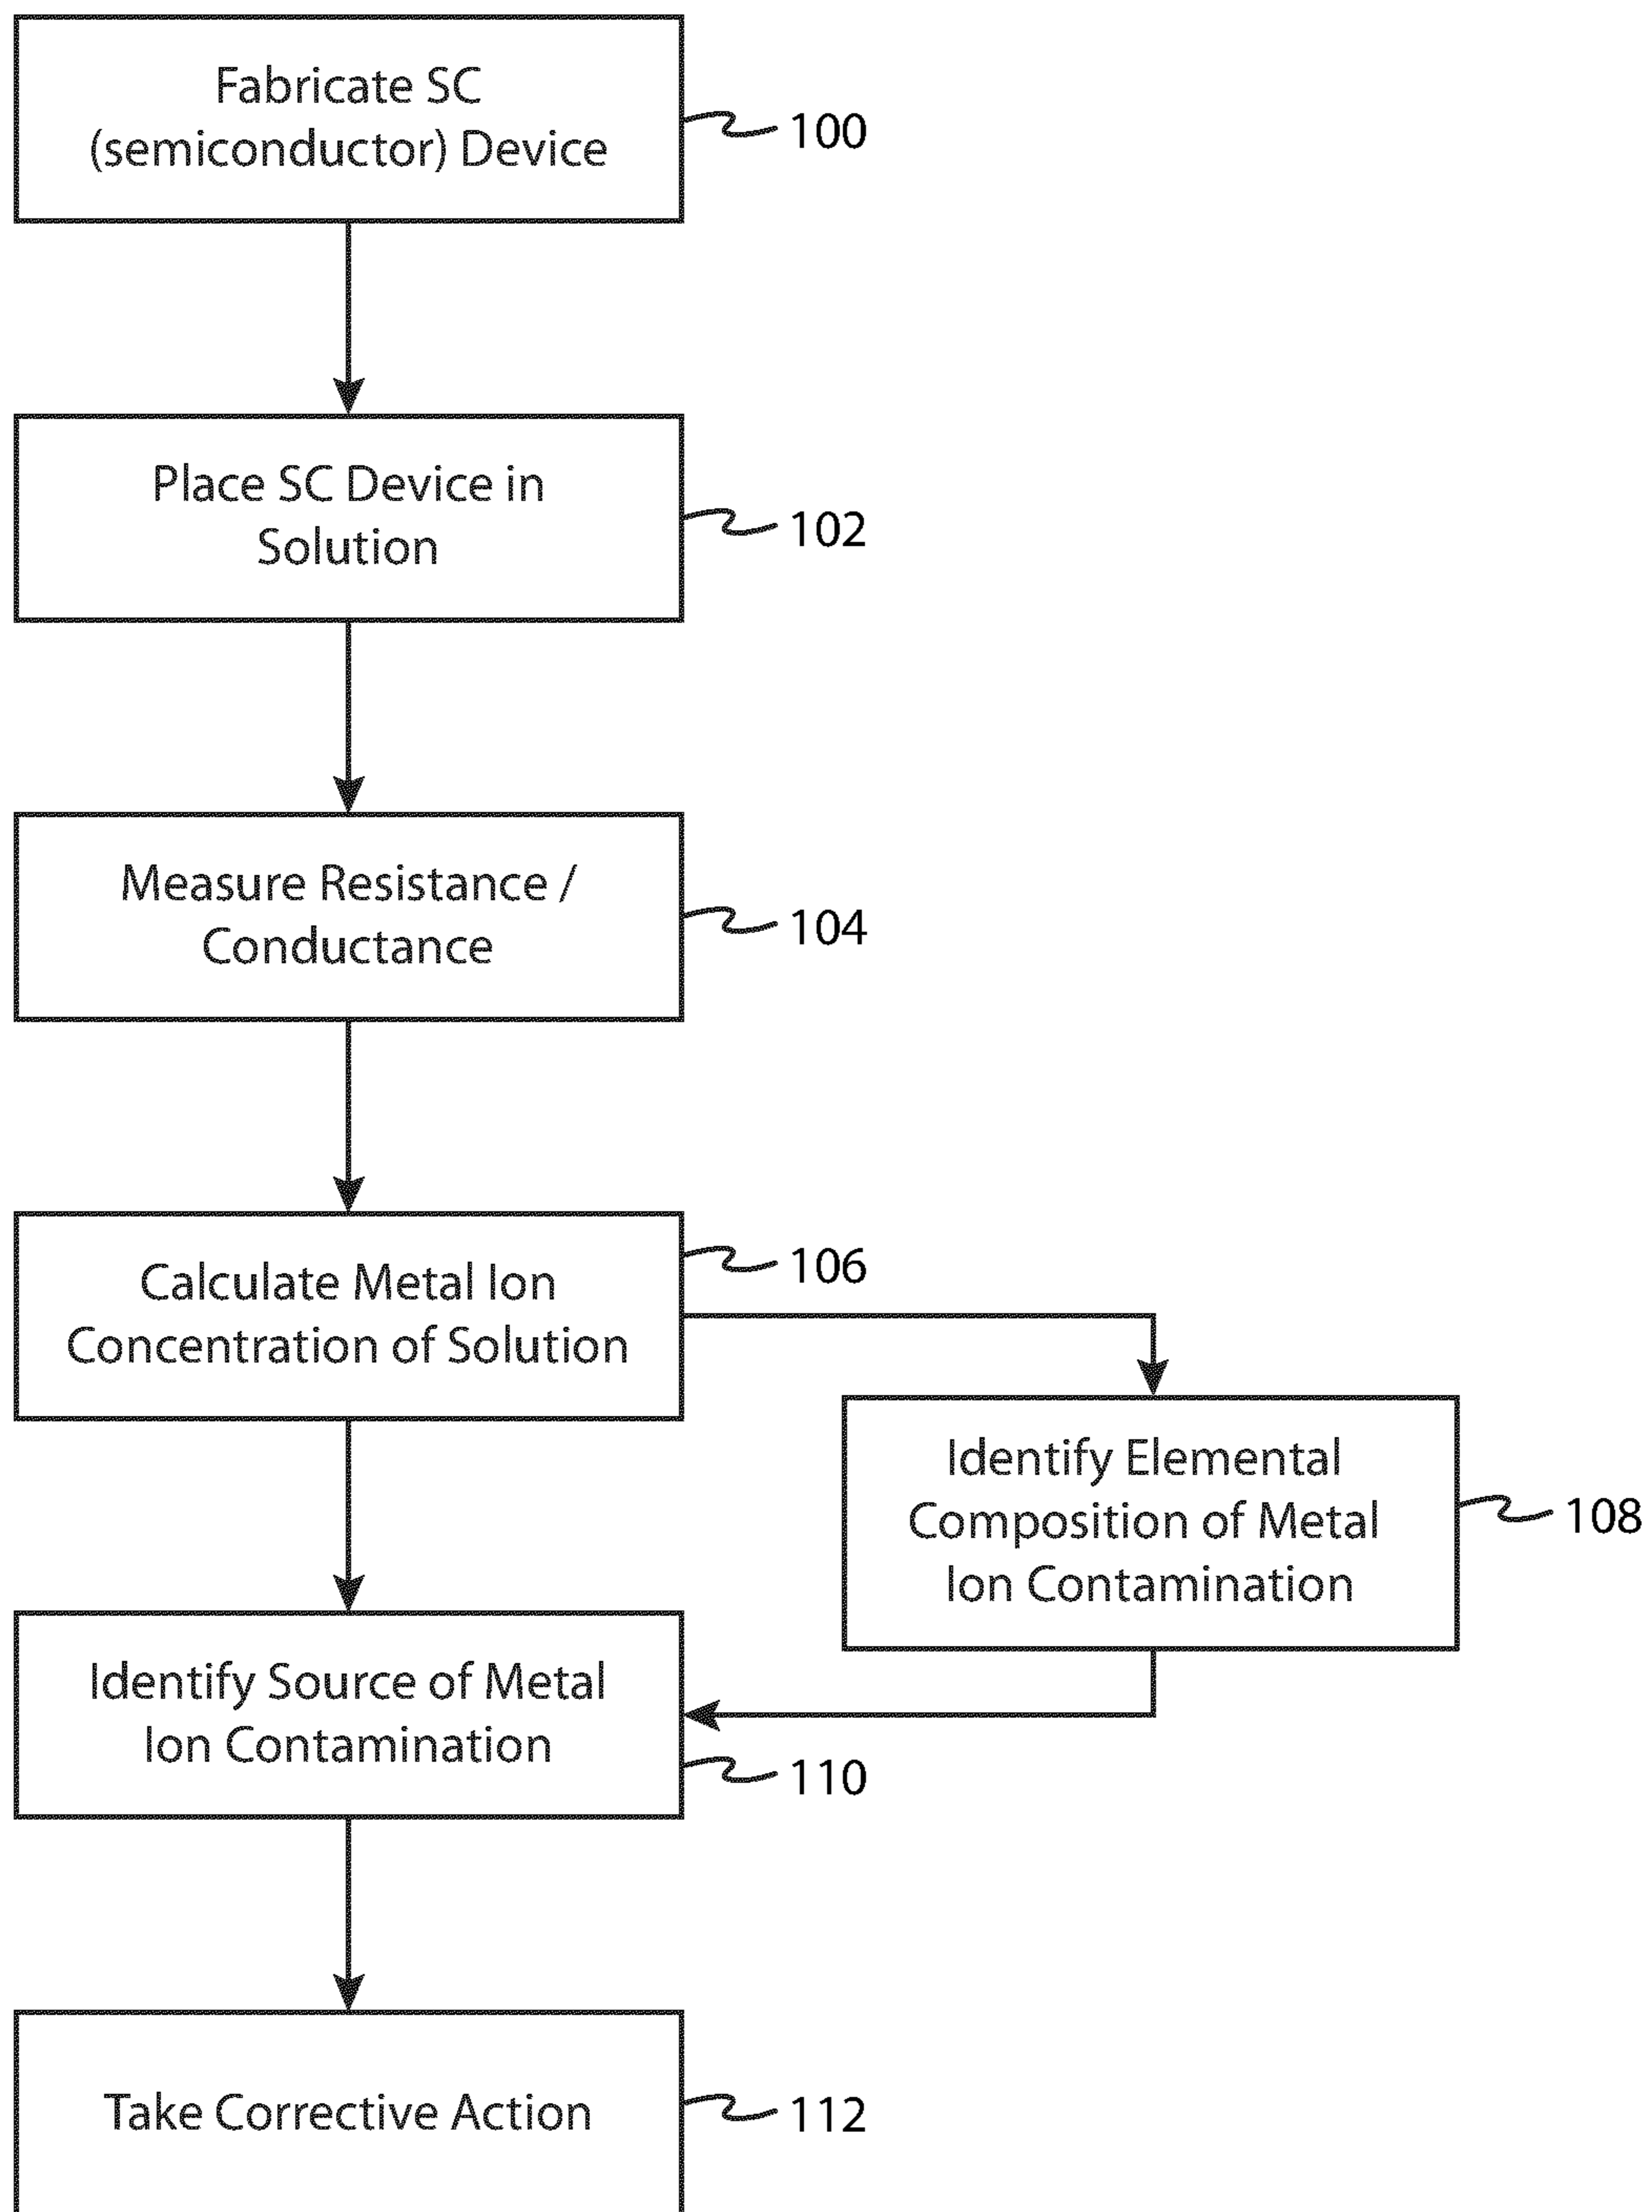 Fabricate SC
(semiconductor) Device
100
Place SC Device in
Solution
102
Measure Resistance /
Conductance
104
Calculate Metal Ion
Concentration of Solution
106
Identify Elemental
Composition of Metal
Ion Contamination
108
Identify Source of Metal
Ion Contamination
110
Take Corrective Action
112